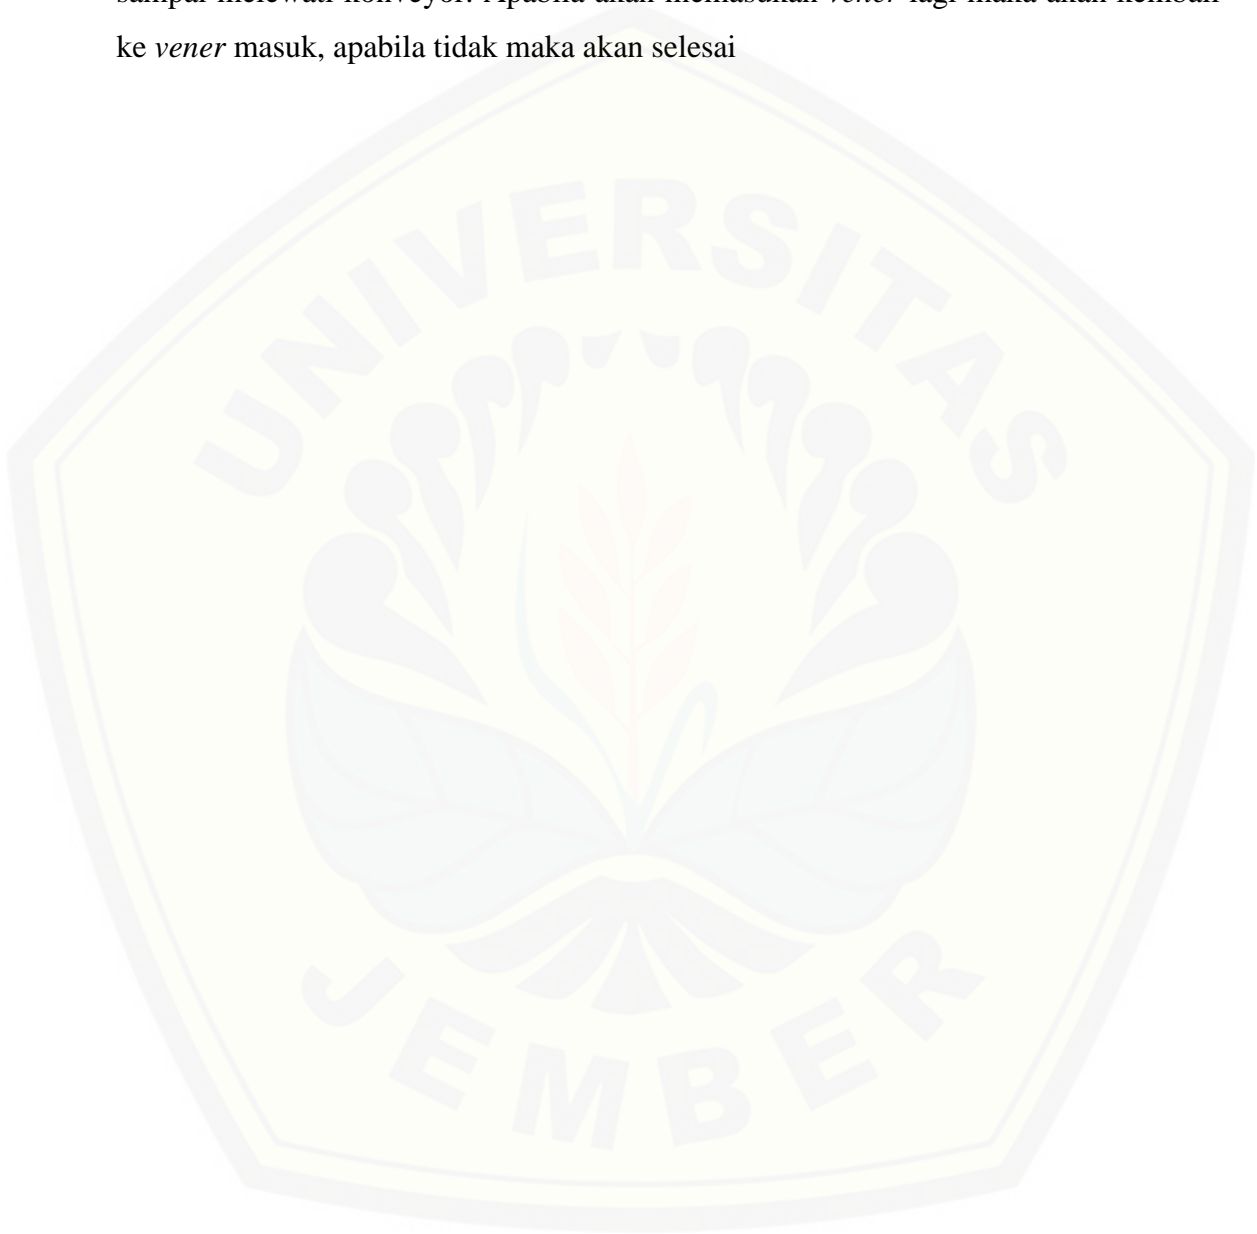 sampai melewati konveyor. Apabila akan memasukan vener lagi maka akan kembali
ke vener masuk, apabila tidak maka akan selesai
UNIVERSITAS
JEMBER